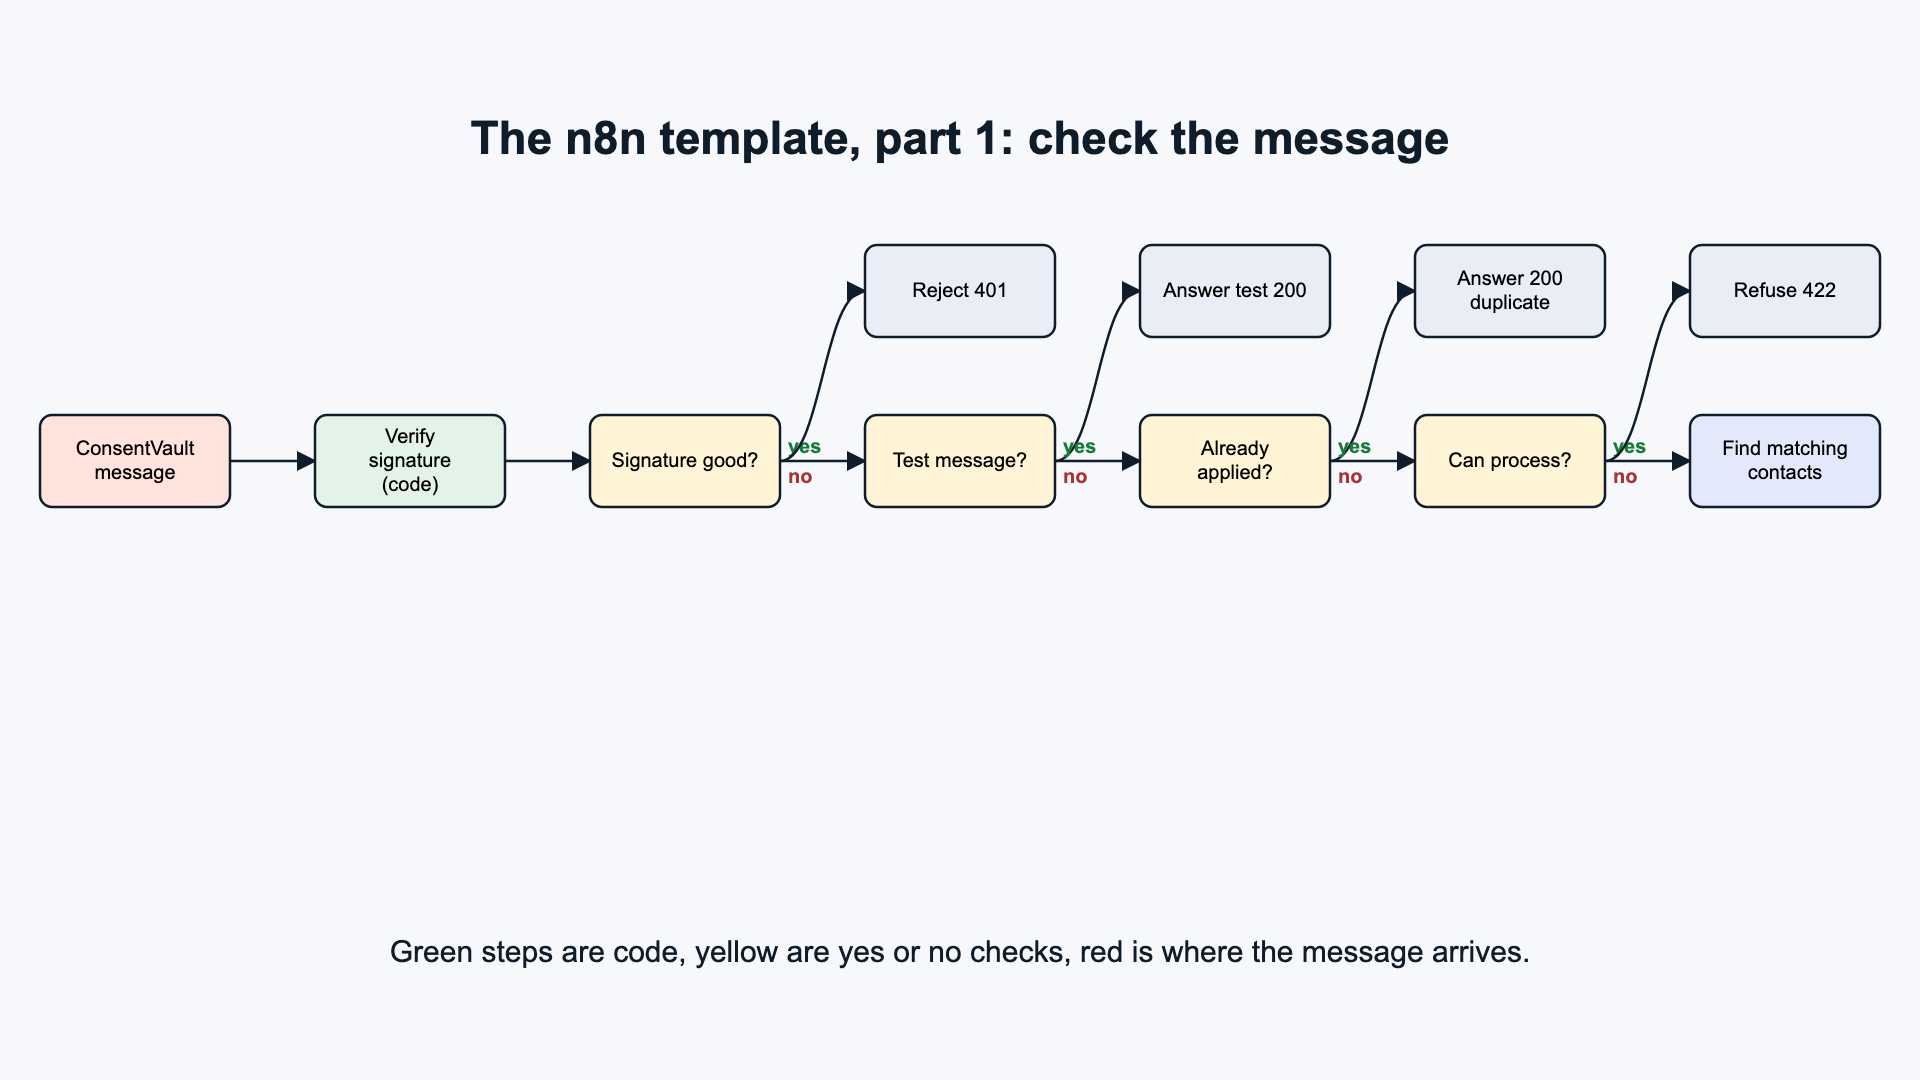 The n8n template, part 1: check the message
Reject 401
Answer test 200
Answer 200
duplicate
Refuse 422
ConsentVault
message
Verify
signature
(code)
Signature good?
yes
no
Test message?
yes
no
Already
applied?
yes
no
Can process?
yes
no
Find matching
contacts
Green steps are code, yellow are yes or no checks, red is where the message arrives.